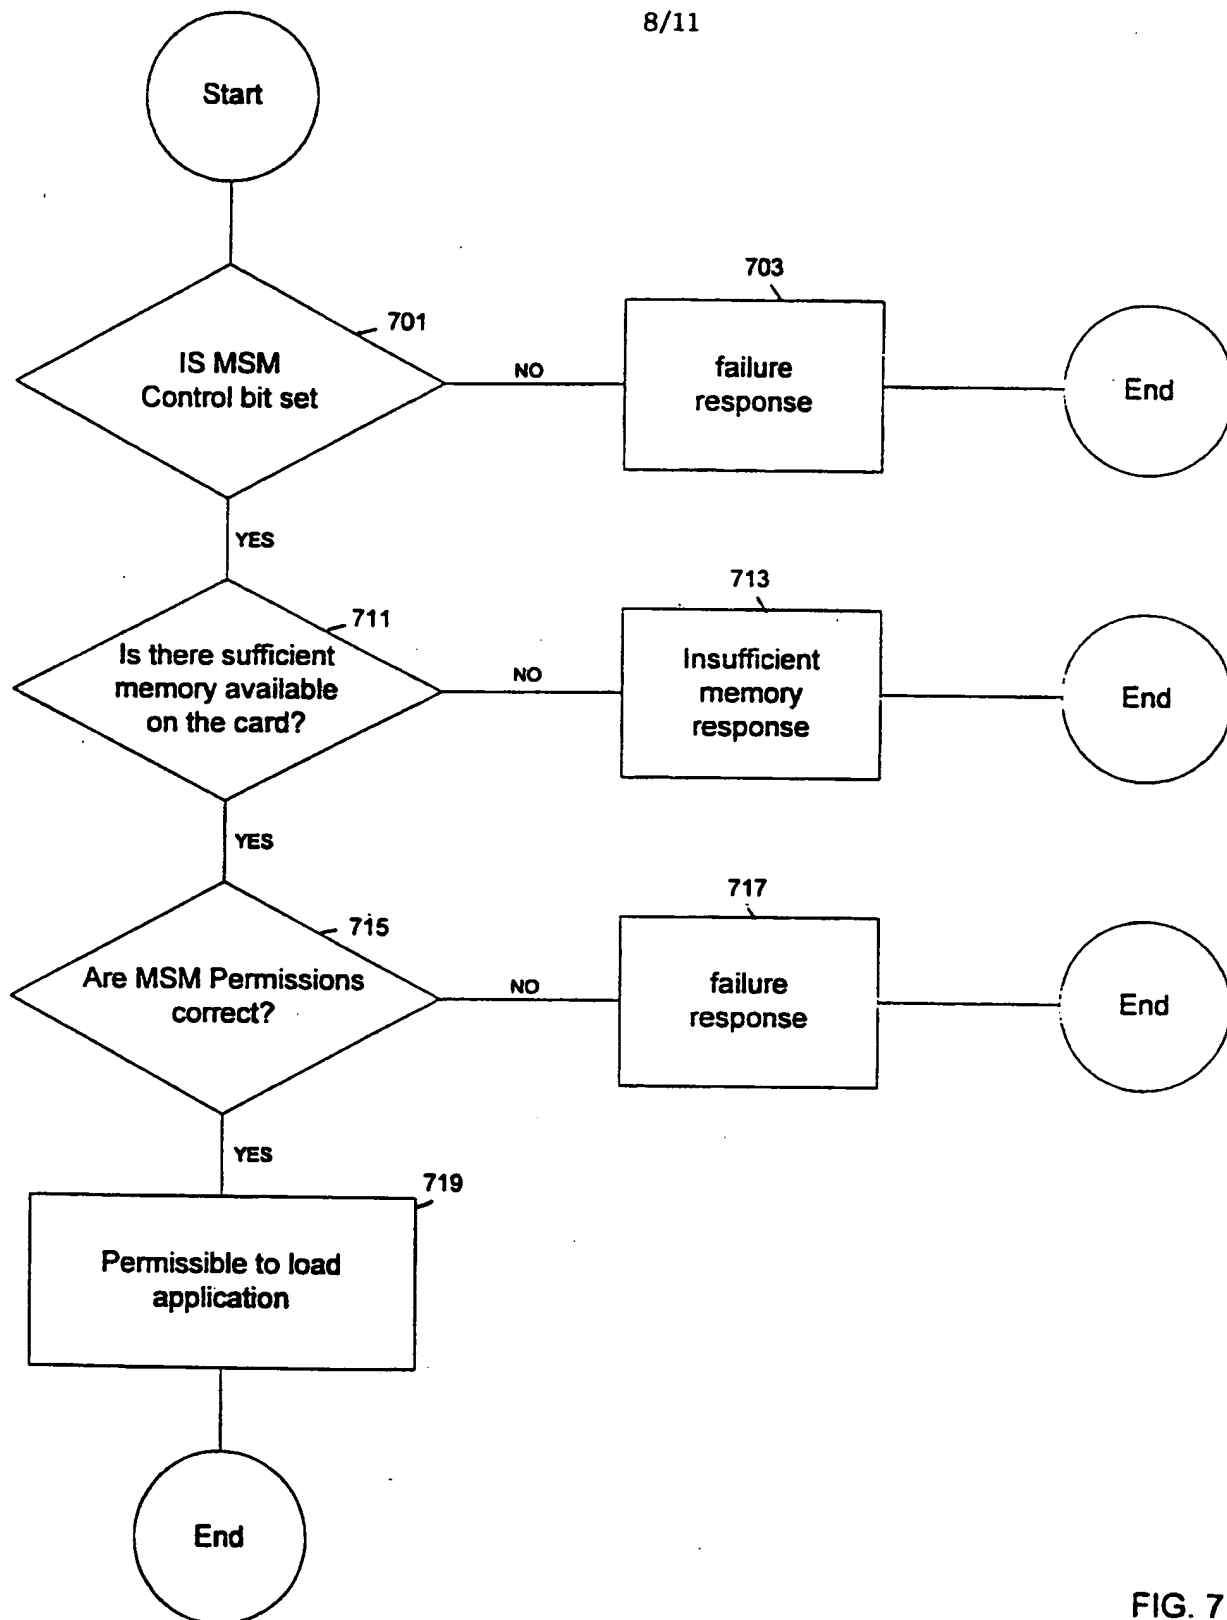 8/11
Start
701
IS MSM
Control bit set
NO
703
failure
response
End
YES
711
Is there sufficient
memory available
on the card?
NO
713
Insufficient
memory
response
End
YES
715
Are MSM Permissions
correct?
NO
717
failure
response
End
YES
719
Permissible to load
application
End
FIG. 7